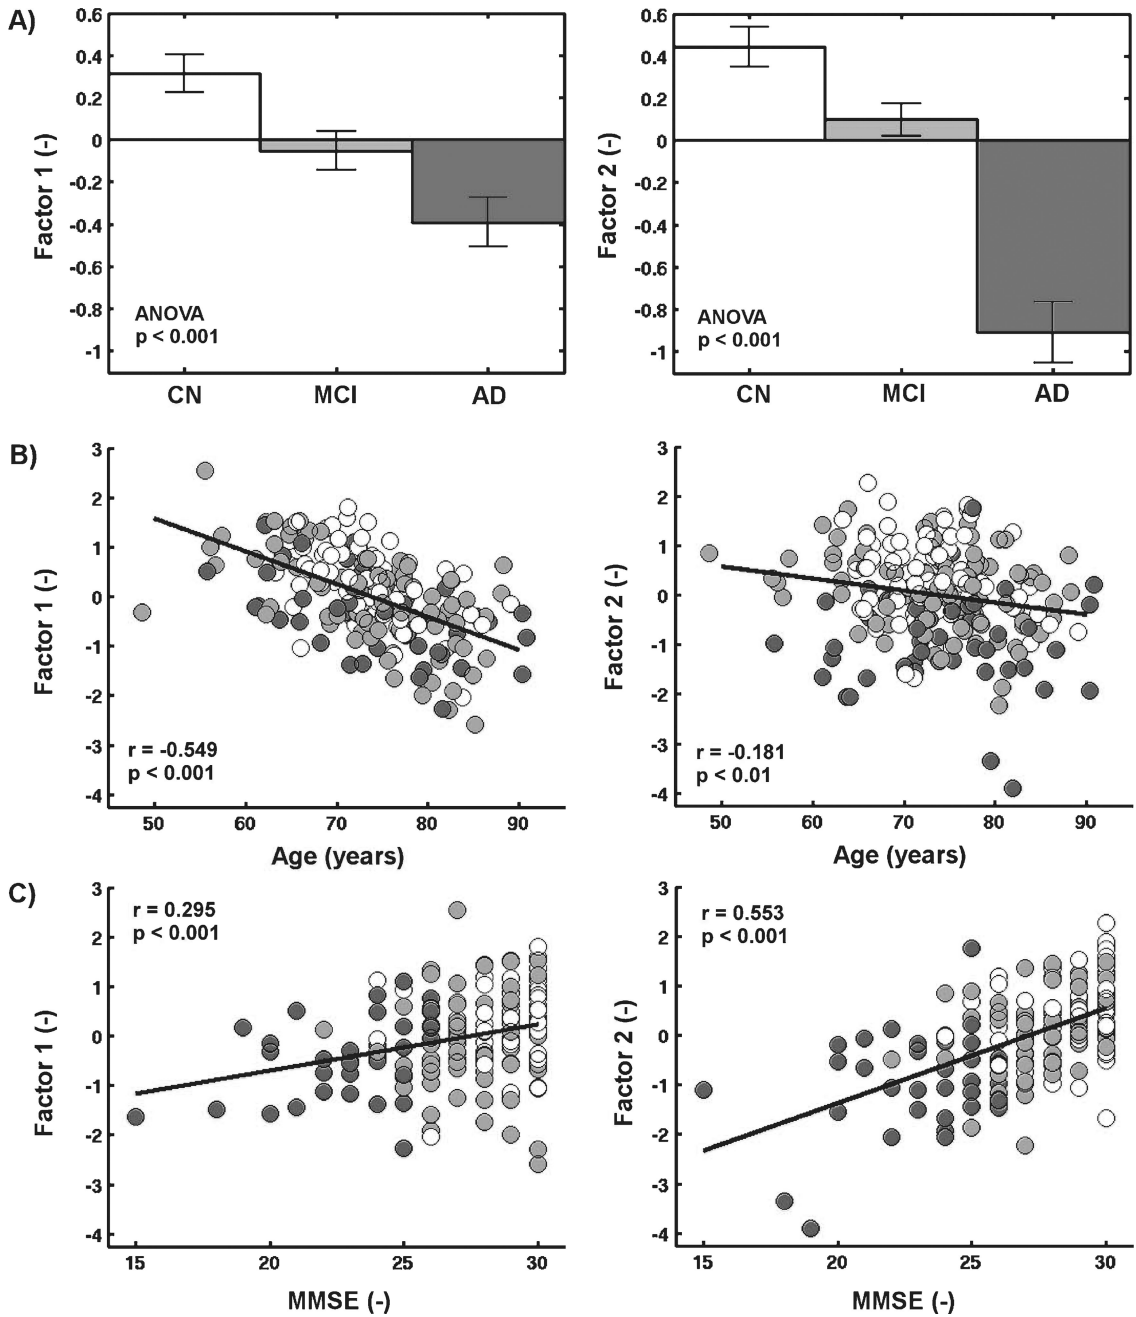 A)
0.6
0.4
0.2
0
-0.2
-0.4
-0.6
-0.8
-1
Factor 1 (-)
ANOVA
p < 0.001
CN MCI AD
0.6
0.4
0.2
0
-0.2
-0.4
-0.6
-0.8
-1
Factor 2 (-)
ANOVA
p < 0.001
CN MCI AD
B)
3
2
1
0
-1
-2
-3
-4
Factor 1 (-)
r = -0.549
p < 0.001
50 60 70 80 90
Age (years)
3
2
1
0
-1
-2
-3
-4
Factor 2 (-)
r = -0.181
p < 0.01
50 60 70 80 90
Age (years)
C)
3
2
1
0
-1
-2
-3
-4
Factor 1 (-)
r = 0.295
p < 0.001
15 20 25 30
MMSE (-)
3
2
1
0
-1
-2
-3
-4
Factor 2 (-)
r = 0.553
p < 0.001
15 20 25 30
MMSE (-)